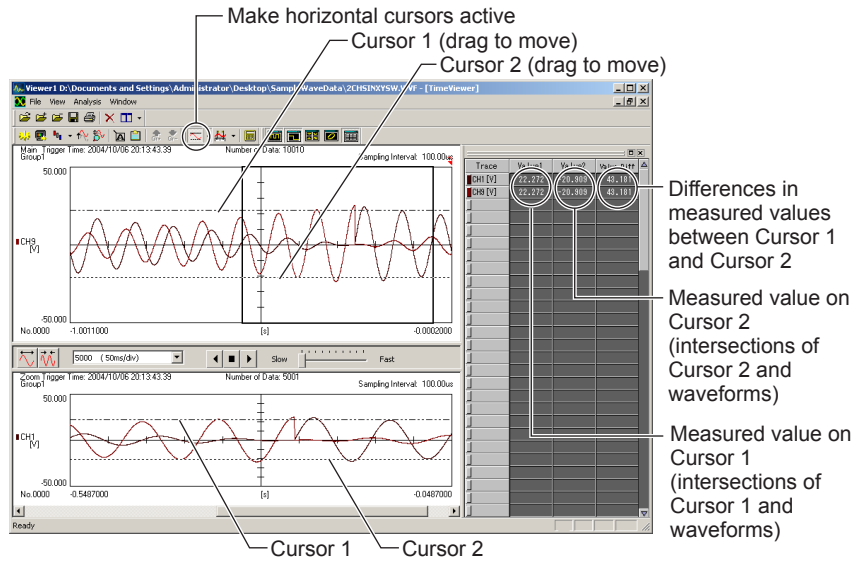 Make horizontal cursors active
Cursor 1 (drag to move)
Cursor 2 (drag to move)
Viewer1 D:\Documents and Settings\Administrator\Desktop\Sample\WaveData\2CHSINXYSW.WVF - [TimeViewer]
File View Analysis Window
Main Trigger Time: 2004/10/06 20:13:43.39 Number of Data: 10010
Group1 Sampling Interval: 100.00us
50.000
CH9
[V]
-50.000
No.0000 -1.0011000 [s] -0.0002000
Trace Value1 Value2 Value Diff
CH1 [V] 22.272 -20.909 43.181
CH9 [V] 22.272 -20.909 43.181
Differences in
measured values
between Cursor 1
and Cursor 2
Measured value on
Cursor 2
(intersections of
Cursor 2 and
waveforms)
Measured value on
Cursor 1
(intersections of
Cursor 1 and
waveforms)
5000 ( 50ms/div) Slow Fast
Zoom Trigger Time: 2004/10/06 20:13:43.39 Number of Data: 5001
Group1 Sampling Interval: 100.00us
50.000
CH1
[V]
-50.000
No.0000 -0.5487000 [s] -0.0487000
Ready
Cursor 1
Cursor 2